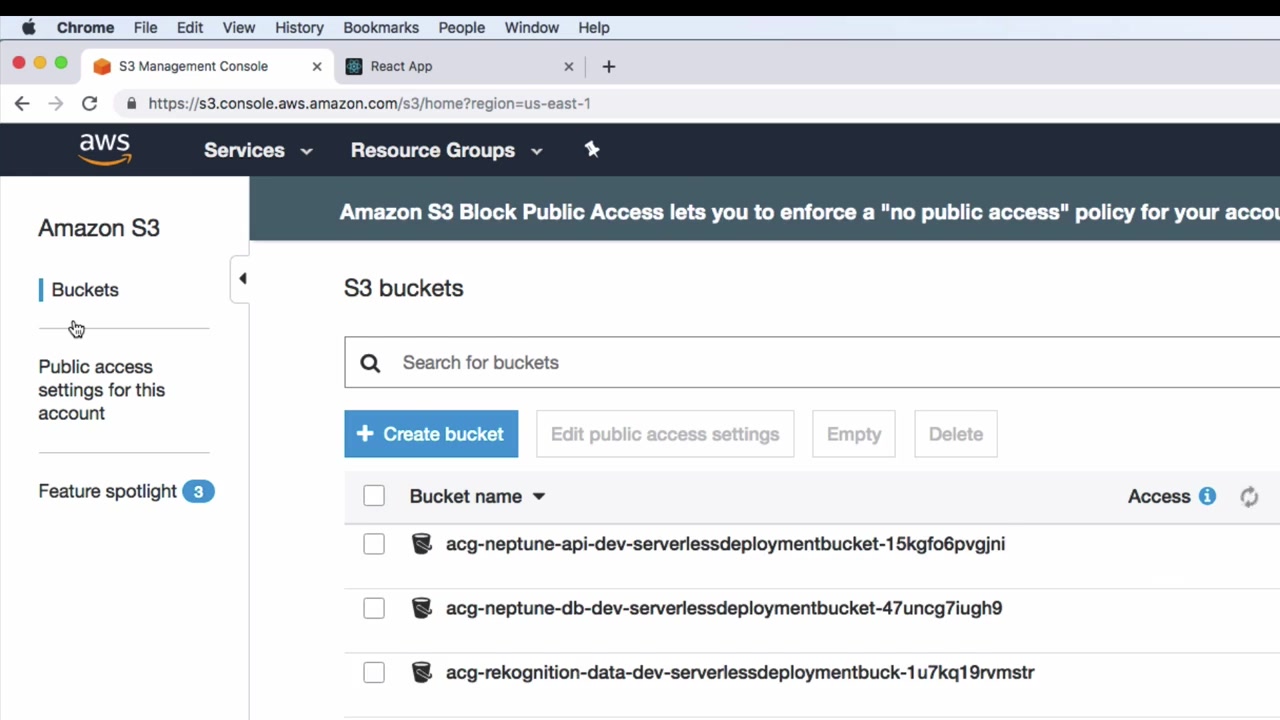 Chrome File Edit View History Bookmarks People Window Help
S3 Management Console React App
https://s3.console.aws.amazon.com/s3/home?region=us-east-1
aws Services Resource Groups
Amazon S3 Block Public Access lets you to enforce a "no public access" policy for your accou
Amazon S3
Buckets
Public access
settings for this
account
Feature spotlight 3
S3 buckets
Search for buckets
+ Create bucket Edit public access settings Empty Delete
Bucket name Access
acg-neptune-api-dev-serverlessdeploymentbucket-15kgfo6pvgjni
acg-neptune-db-dev-serverlessdeploymentbucket-47uncg7iugh9
acg-rekognition-data-dev-serverlessdeploymentbuck-1u7kq19rvmstr